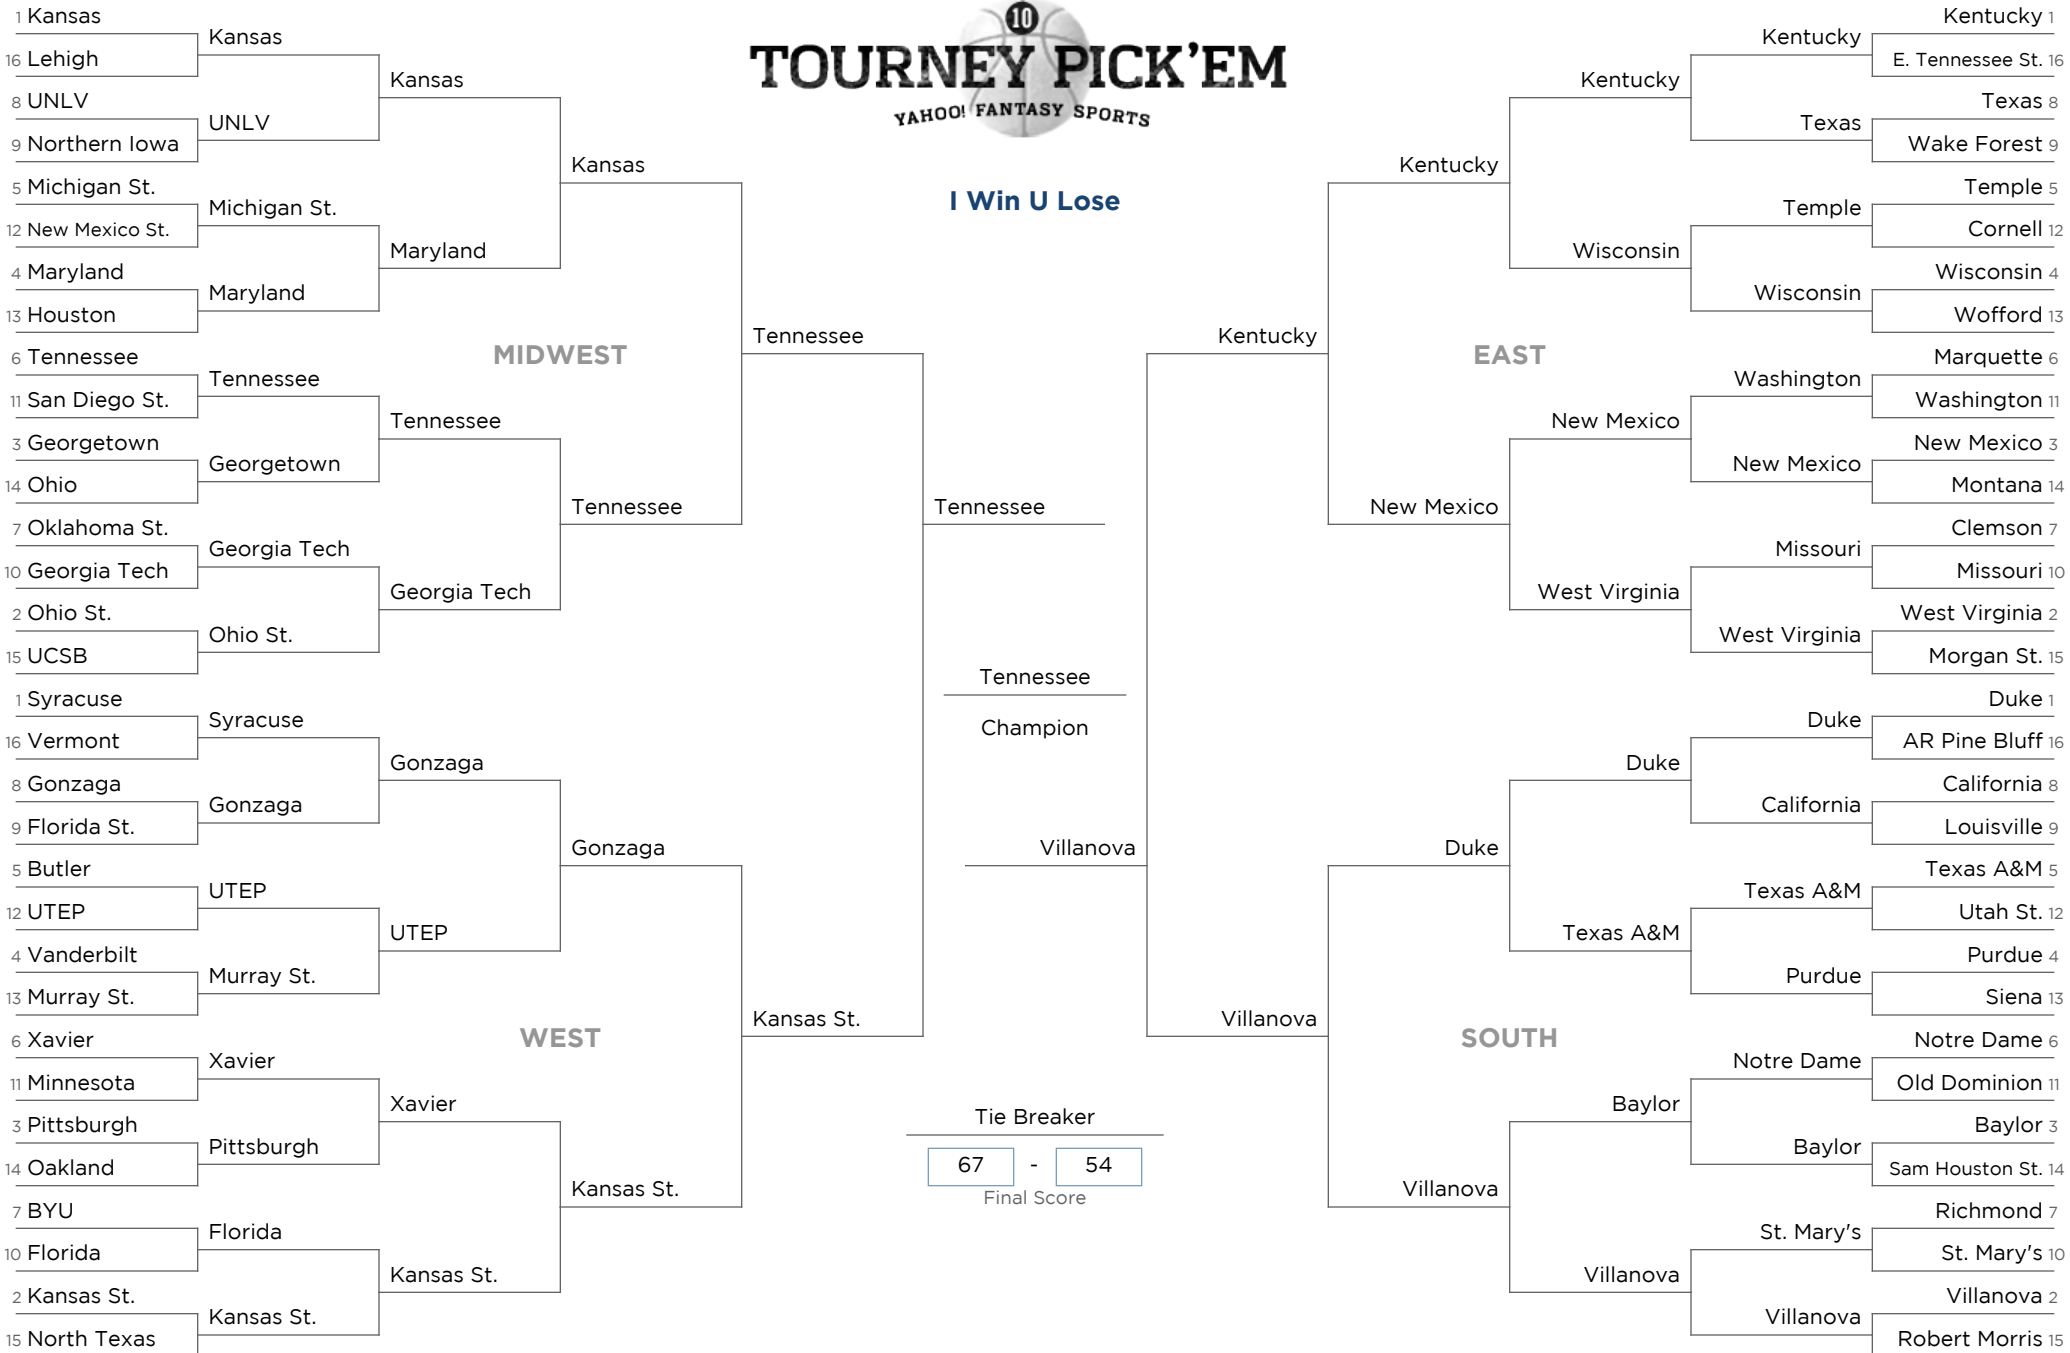 10
TOURNEY PICK'EM
YAHOO! FANTASY SPORTS
I Win U Lose
1 Kansas
16 Lehigh
8 UNLV
9 Northern Iowa
5 Michigan St.
12 New Mexico St.
4 Maryland
13 Houston
6 Tennessee
11 San Diego St.
3 Georgetown
14 Ohio
7 Oklahoma St.
10 Georgia Tech
2 Ohio St.
15 UCSB
1 Syracuse
16 Vermont
8 Gonzaga
9 Florida St.
5 Butler
12 UTEP
4 Vanderbilt
13 Murray St.
6 Xavier
11 Minnesota
3 Pittsburgh
14 Oakland
7 BYU
10 Florida
2 Kansas St.
15 North Texas
Kansas
UNLV
Michigan St.
Maryland
Tennessee
Georgetown
Georgia Tech
Ohio St.
Syracuse
Gonzaga
UTEP
Murray St.
Xavier
Pittsburgh
Florida
Kansas St.
Kansas
Maryland
Tennessee
Georgia Tech
Gonzaga
UTEP
Xavier
Kansas St.
Kansas
MIDWEST
Tennessee
Gonzaga
WEST
Kansas St.
Tennessee
Kansas St.
Tennessee
Tennessee
Champion
Villanova
Tie Breaker
67 - 54
Final Score
Kentucky
Villanova
Kentucky
EAST
New Mexico
Duke
SOUTH
Villanova
Kentucky
Wisconsin
New Mexico
West Virginia
Duke
Texas A&M
Baylor
Villanova
Kentucky
Texas
Temple
Wisconsin
Washington
New Mexico
Missouri
West Virginia
Duke
California
Texas A&M
Purdue
Notre Dame
Baylor
St. Mary's
Villanova
Kentucky 1
E. Tennessee St. 16
Texas 8
Wake Forest 9
Temple 5
Cornell 12
Wisconsin 4
Wofford 13
Marquette 6
Washington 11
New Mexico 3
Montana 14
Clemson 7
Missouri 10
West Virginia 2
Morgan St. 15
Duke 1
AR Pine Bluff 16
California 8
Louisville 9
Texas A&M 5
Utah St. 12
Purdue 4
Siena 13
Notre Dame 6
Old Dominion 11
Baylor 3
Sam Houston St. 14
Richmond 7
St. Mary's 10
Villanova 2
Robert Morris 15